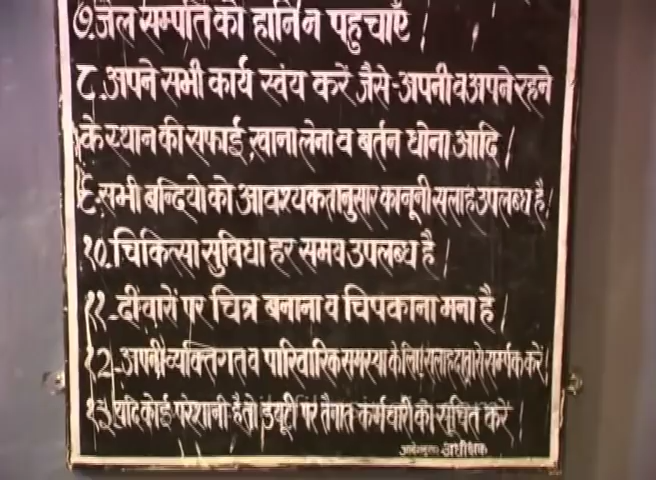 ७.जेल सम्पति को हानि न पहुचाएँ।
८.अपने सभी कार्य स्वंय करें जैसे-अपनी व अपने रहने
के स्थान की सफाई, खाना लेना व बर्तन धोना आदि।
९.सभी बन्दियो को आवश्यकतानुसार कानूनी सलाह उपलब्ध है।
१०.चिकित्सा सुविधा हर समय उपलब्ध है।
११.दीवारों पर चित्र बनाना व चिपकाना मना है।
१२.अपनी व्यक्तिगत व पारिवारिक समस्या के लिए सलाहदाताओ से सम्पर्क करें।
१३.यदि कोई परेशानी है तो ड्यूटी पर तैनात कर्मचारी को सूचित करें।
अधीक्षक